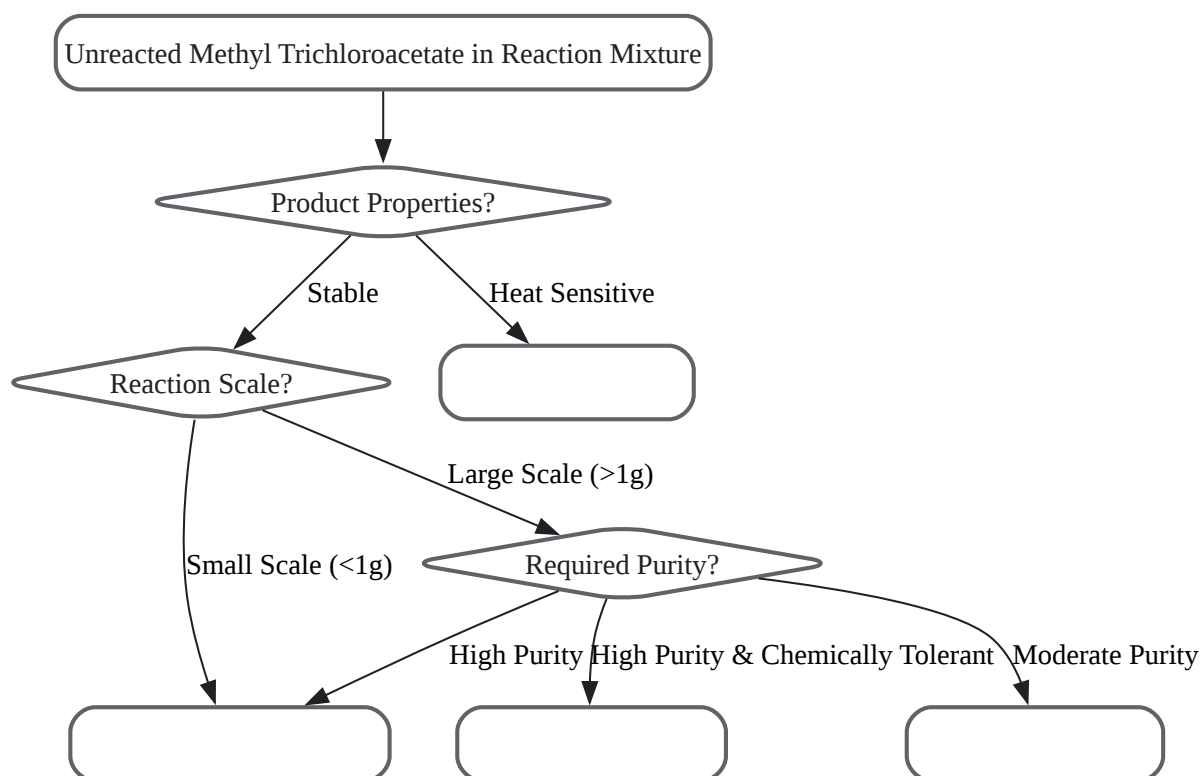 Unreacted Methyl Trichloroacetate in Reaction Mixture
Product Properties?
Stable
Heat Sensitive
Reaction Scale?
Large Scale (>1g)
Small Scale (<1g)
Required Purity?
High Purity
High Purity & Chemically Tolerant
Moderate Purity